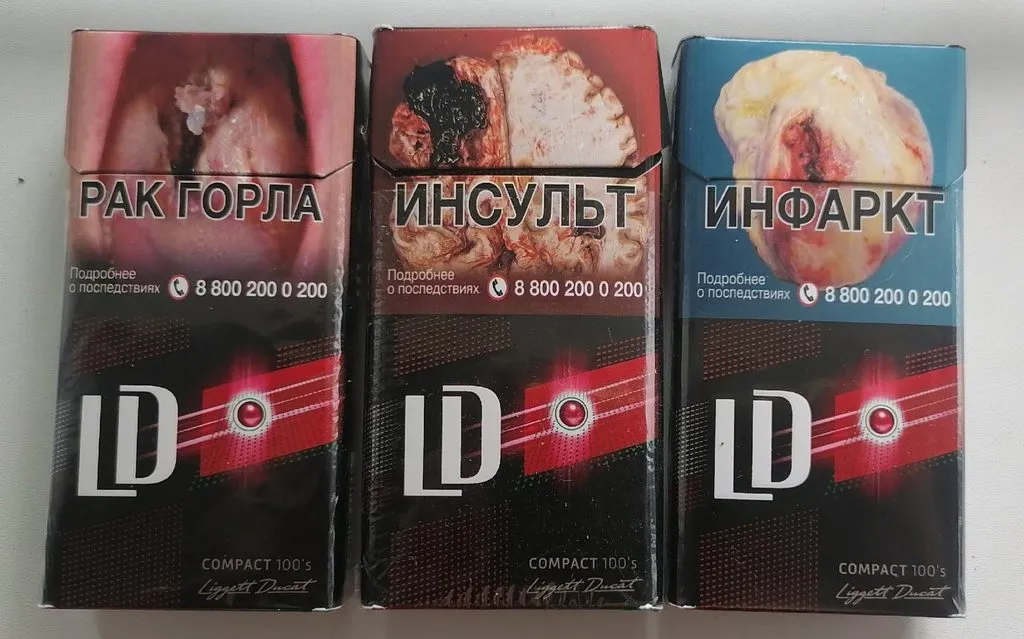 РАК ГОРЛА
Подробнее
о последствиях 8 800 200 0 200
LD
COMPACT 100's
Liggett Ducat
ИНСУЛЬТ
Подробнее
о последствиях 8 800 200 0 200
LD
COMPACT 100's
Liggett Ducat
ИНФАРКТ
Подробнее
о последствиях 8 800 200 0 200
LD
COMPACT 100's
Liggett Ducat